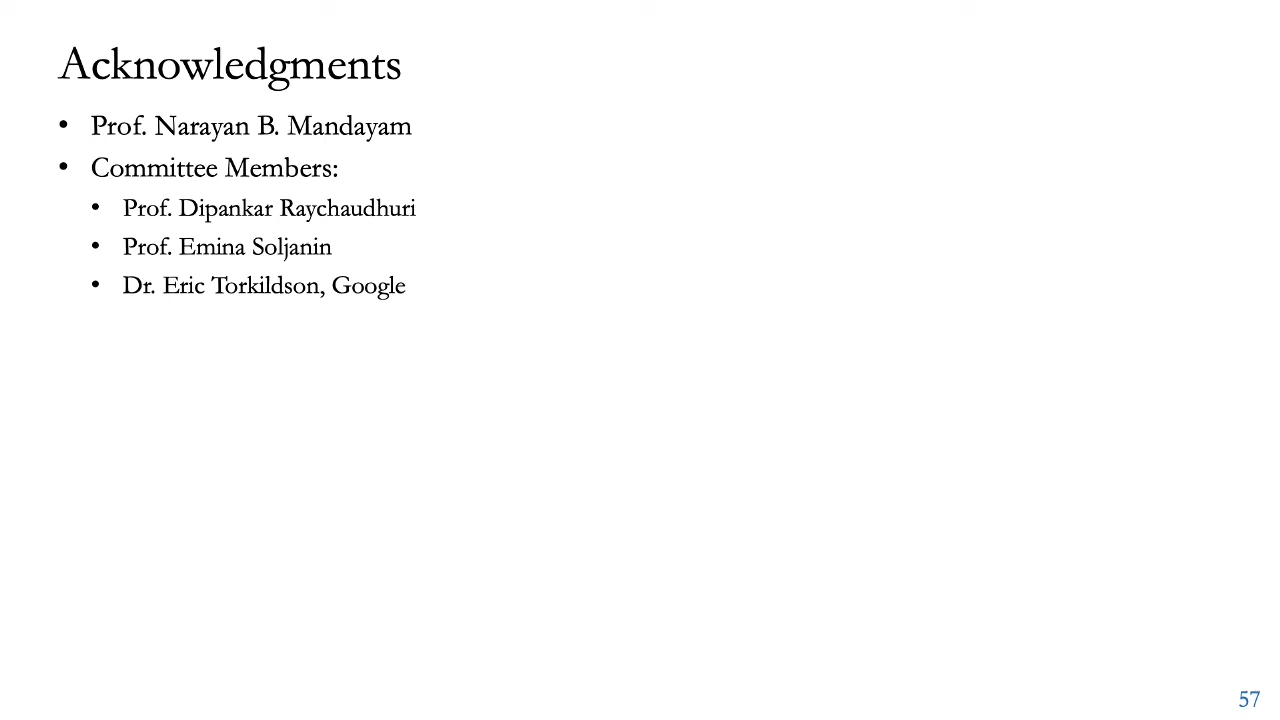 Acknowledgments
• Prof. Narayan B. Mandayam
• Committee Members:
• Prof. Dipankar Raychaudhuri
• Prof. Emina Soljanin
• Dr. Eric Torkildson, Google
57